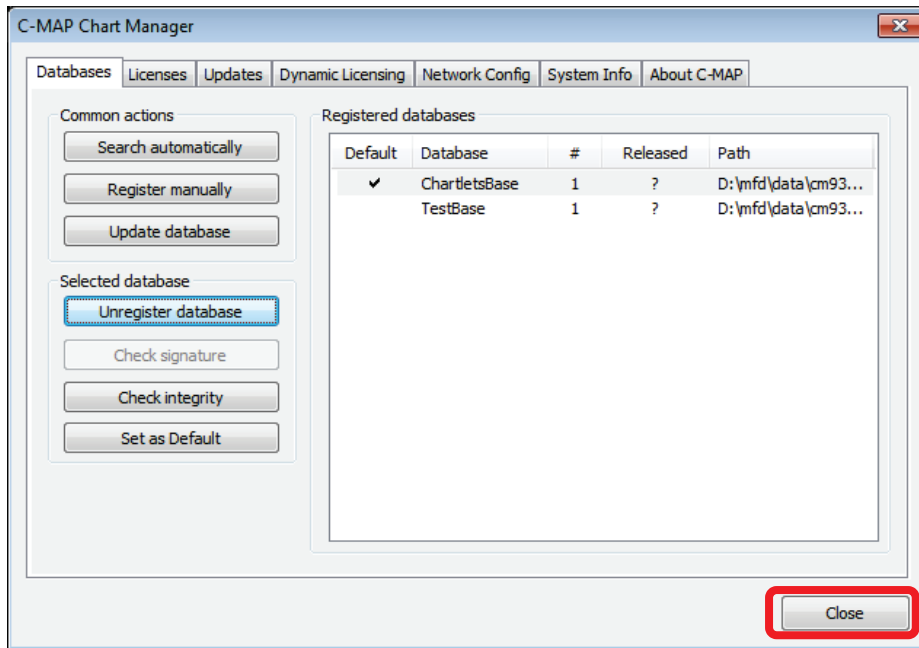 C-MAP Chart Manager
Databases Licenses Updates Dynamic Licensing Network Config System Info About C-MAP
Common actions
Search automatically
Register manually
Update database
Selected database
Unregister database
Check signature
Check integrity
Set as Default
Registered databases
Default Database # Released Path
✔ ChartletsBase 1 ? D:\mfd\data\cm93...
TestBase 1 ? D:\mfd\data\cm93...
Close